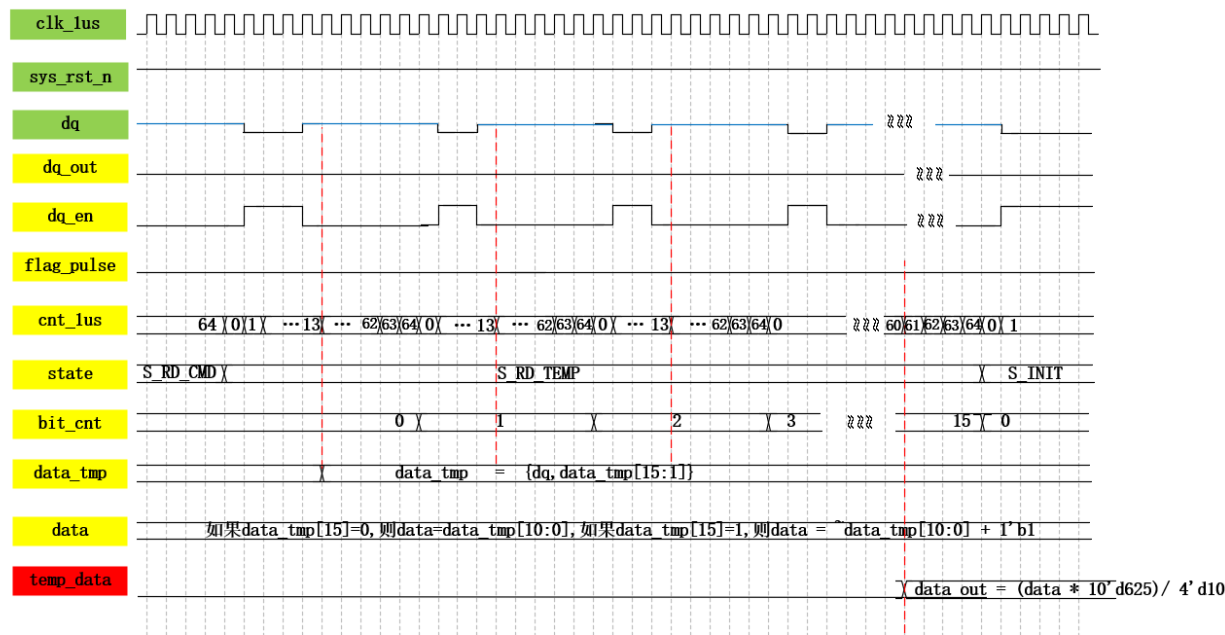 clk_1us
sys_rst_n
dq
dq_out
dq_en
flag_pulse
cnt_1us 64 0 1 ··· 13 ··· 62 63 64 0 ··· 13 ··· 62 63 64 0 ··· 13 ··· 62 63 64 0 60 61 62 63 64 0 1
state S_RD_CMD S_RD_TEMP S_INIT
bit_cnt 0 1 2 3 15 0
data_tmp data_tmp = {dq,data_tmp[15:1]}
data 如果data_tmp[15]=0,则data=data_tmp[10:0],如果data_tmp[15]=1,则data = ~data_tmp[10:0] + 1'b1
temp_data data_out = (data * 10'd625)/ 4'd10